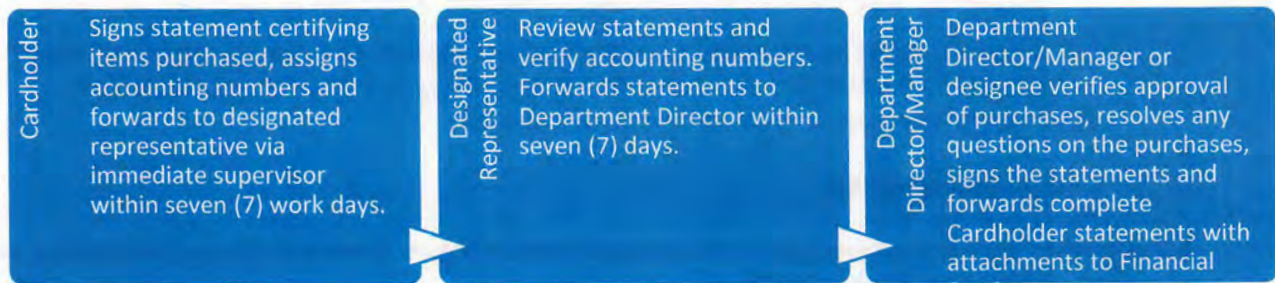 Cardholder
Signs statement certifying
items purchased, assigns
accounting numbers and
forwards to designated
representative via
immediate supervisor
within seven (7) work days.
Designated
Representative
Review statements and
verify accounting numbers.
Forwards statements to
Department Director within
seven (7) days.
Department
Director/Manager
Department
Director/Manager or
designee verifies approval
of purchases, resolves any
questions on the purchases,
signs the statements and
forwards complete
Cardholder statements with
attachments to Financial